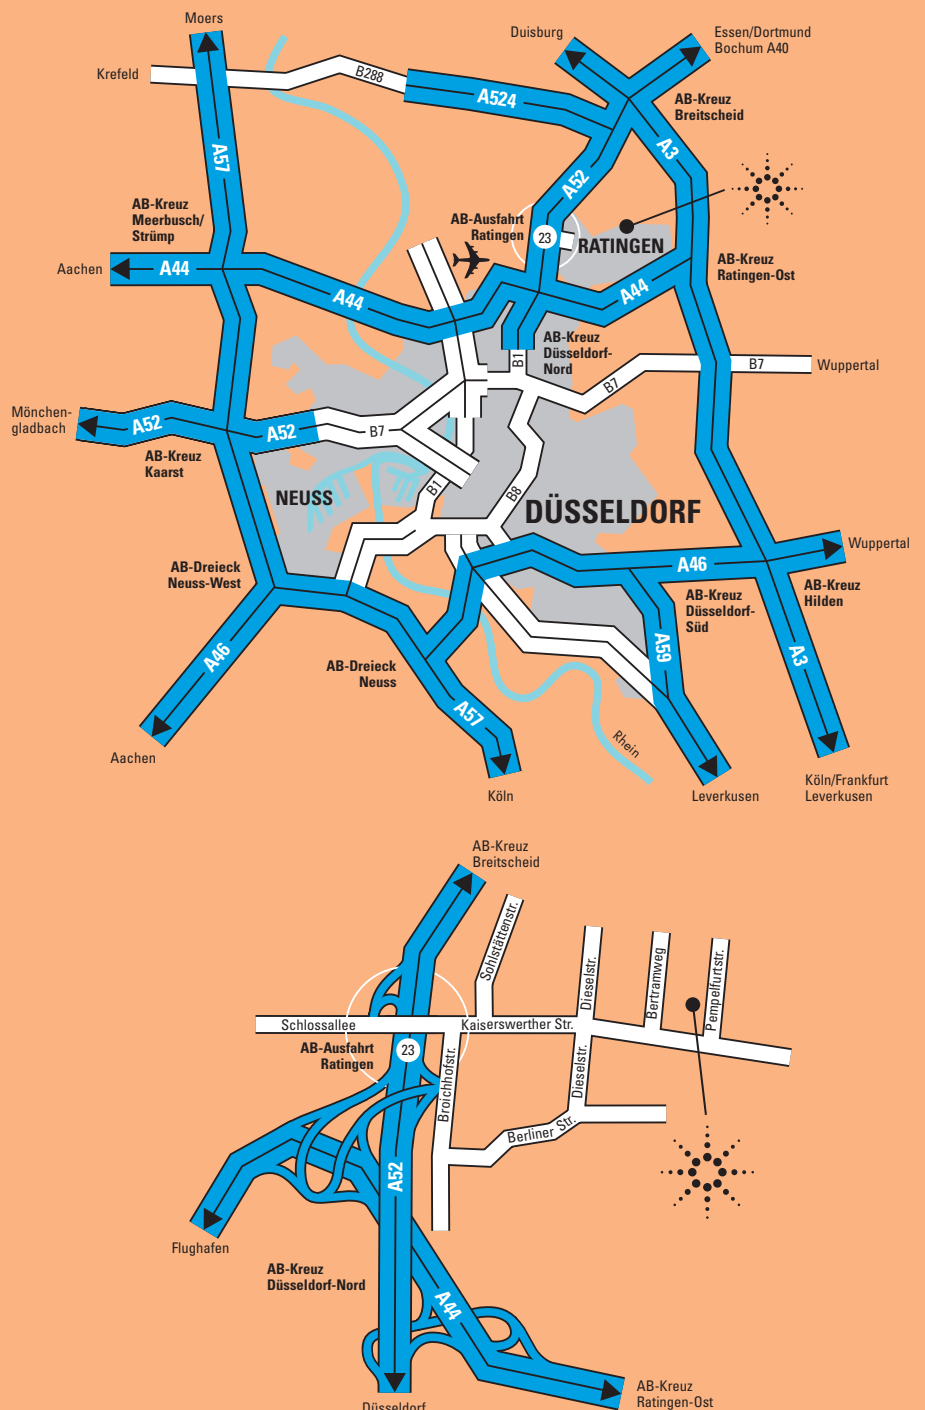 Moers
Duisburg
Essen/Dortmund
Bochum A40
Krefeld
B288
A524
AB-Kreuz
Breitscheid
A57
A3
A52
AB-Kreuz
Meerbusch/
Strümp
AB-Ausfahrt
Ratingen
23
RATINGEN
Aachen
A44
AB-Kreuz
Ratingen-Ost
A44
A44
AB-Kreuz
Düsseldorf-
Nord
B1
B7
B7
Wuppertal
Mönchen-
gladbach
A52
A52
B7
AB-Kreuz
Kaarst
B1
B8
NEUSS
DÜSSELDORF
Wuppertal
A46
AB-Dreieck
Neuss-West
AB-Kreuz
Düsseldorf-
Süd
AB-Kreuz
Hilden
A46
A59
A3
AB-Dreieck
Neuss
A57
Rhein
Aachen
Köln
Leverkusen
Köln/Frankfurt
Leverkusen
AB-Kreuz
Breitscheid
Sohlstättenstr.
Dieselstr.
Bertramweg
Pempelfurtstr.
Schlossallee
Kaiserswerther Str.
AB-Ausfahrt
Ratingen
23
Broichhofstr.
Dieselstr.
Berliner Str.
A52
Flughafen
AB-Kreuz
Düsseldorf-Nord
A44
AB-Kreuz
Ratingen-Ost
Düsseldorf